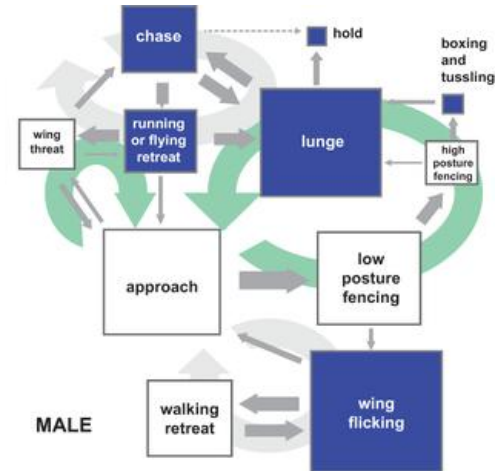 chase
hold
boxing
and
tussling
wing
threat
running
or flying
retreat
lunge
high
posture
fencing
approach
low
posture
fencing
walking
retreat
wing
flicking
MALE